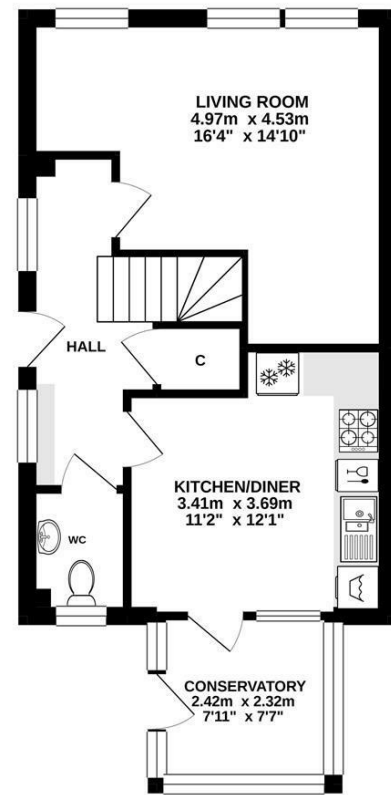 LIVING ROOM
4.97m x 4.53m
16'4" x 14'10"
HALL
C
KITCHEN/DINER
3.41m x 3.69m
11'2" x 12'1"
WC
CONSERVATORY
2.42m x 2.32m
7'11" x 7'7"